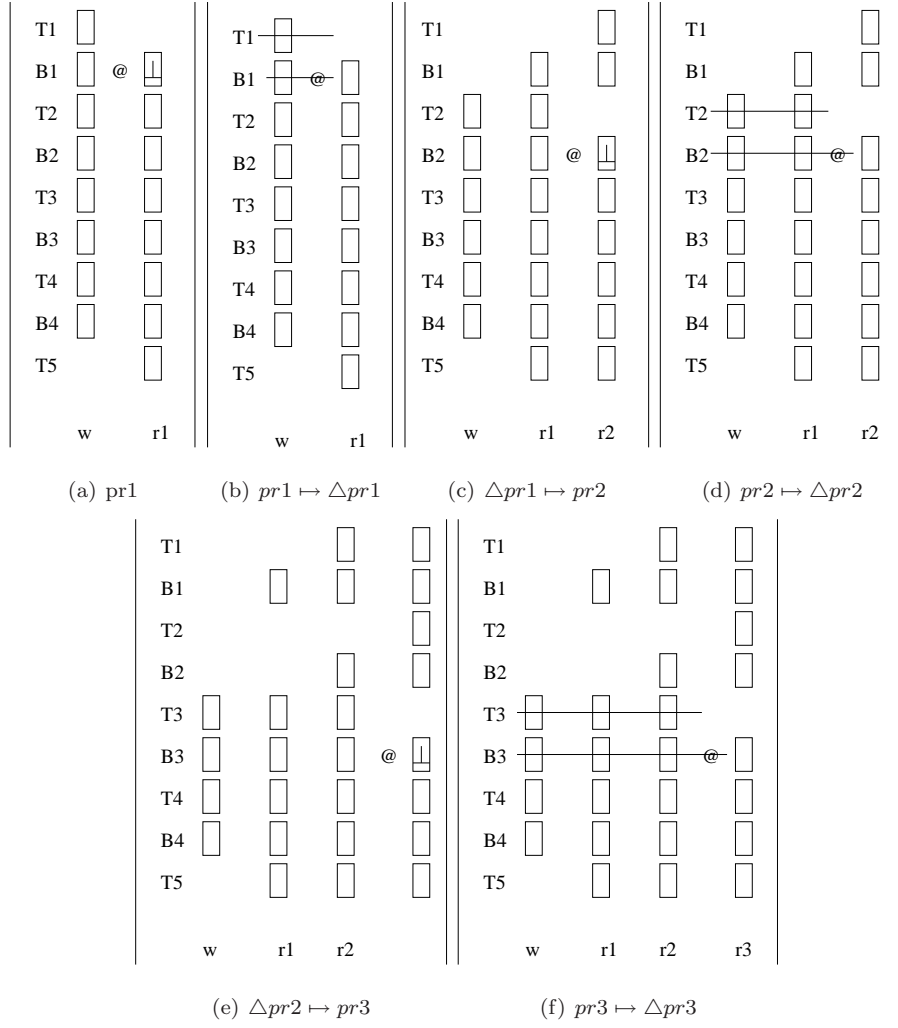 T1
B1 @ ⊥
T2
B2
T3
B3
T4
B4
T5
w r1
(a) pr1
T1
B1 @
T2
B2
T3
B3
T4
B4
T5
w r1
(b) pr1 ↦ △pr1
T1
B1
T2
B2 @ ⊥
T3
B3
T4
B4
T5
w r1 r2
(c) △pr1 ↦ pr2
T1
B1
T2
B2 @
T3
B3
T4
B4
T5
w r1 r2
(d) pr2 ↦ △pr2
T1
B1
T2
B2
T3
B3 @ ⊥
T4
B4
T5
w r1 r2
(e) △pr2 ↦ pr3
T1
B1
T2
B2
T3
B3 @
T4
B4
T5
w r1 r2 r3
(f) pr3 ↦ △pr3